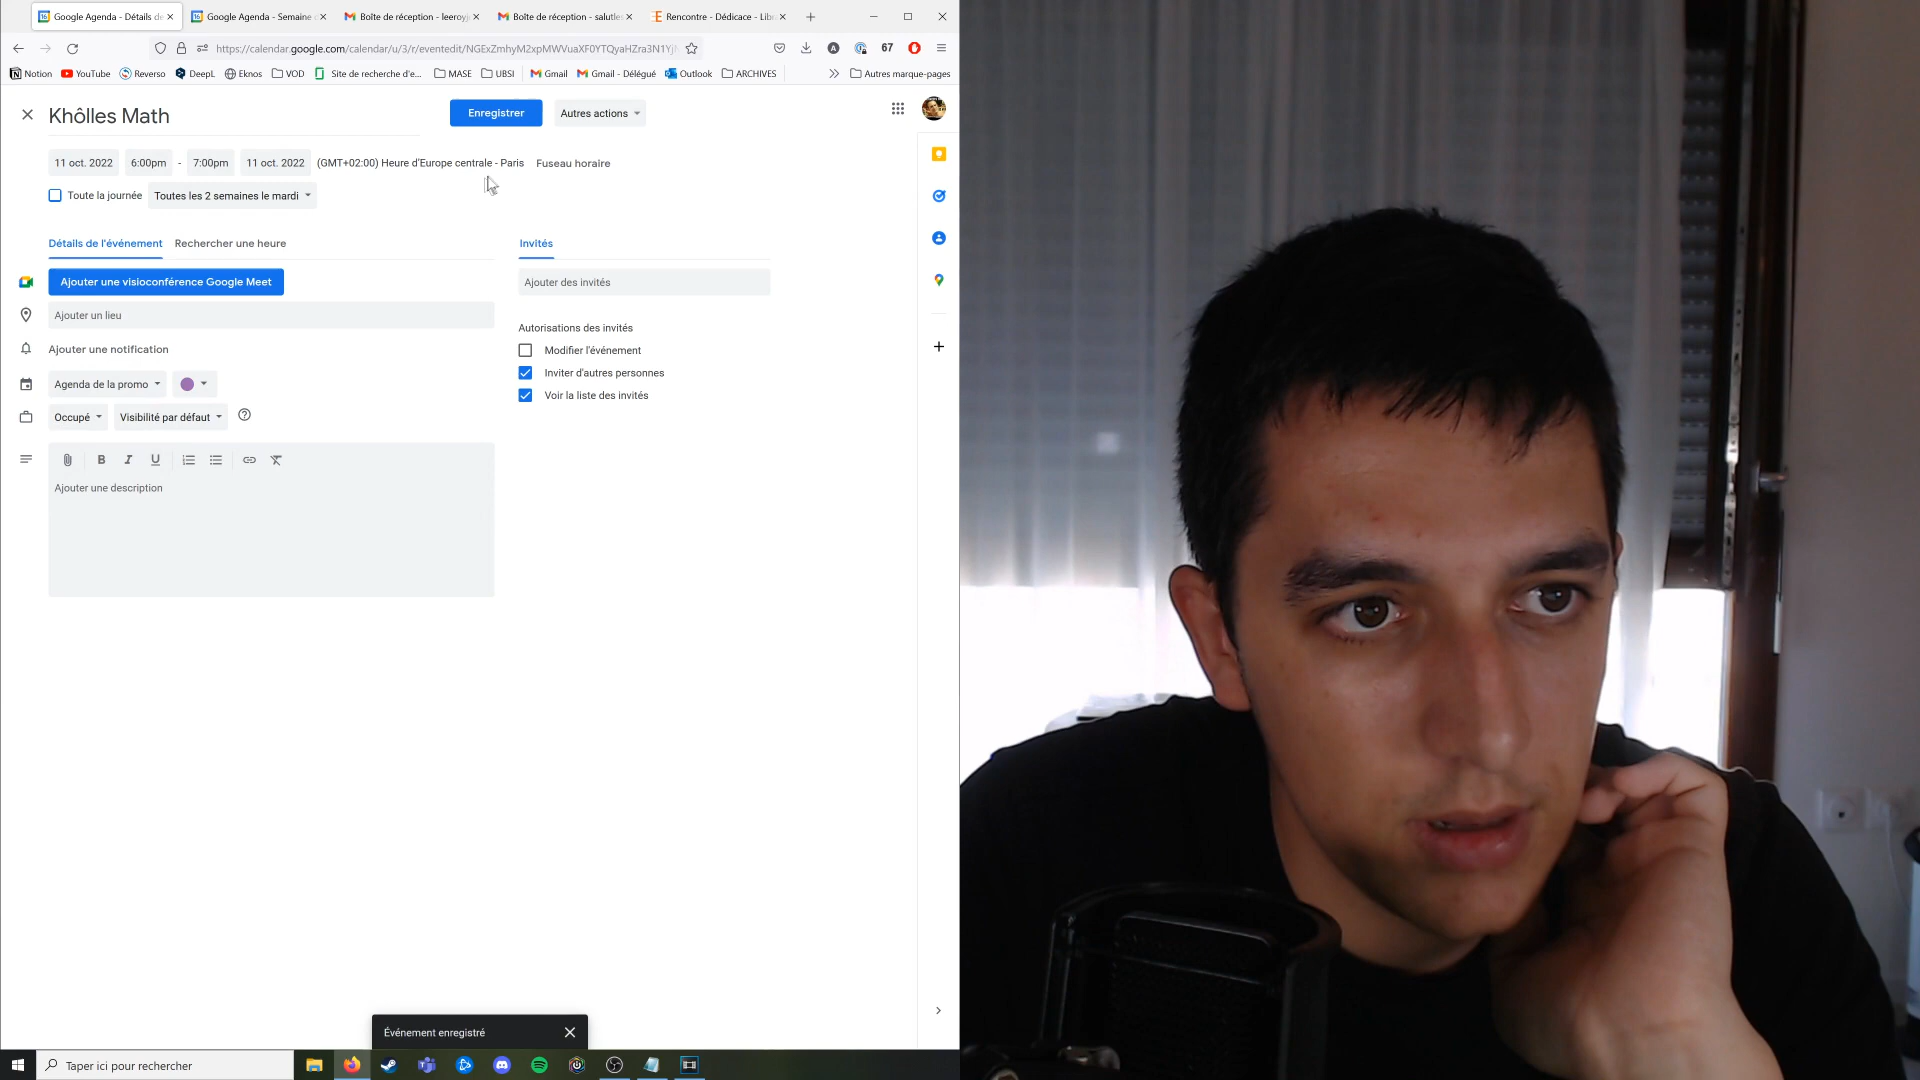 Google Agenda - Détails de
Google Agenda - Semaine
Boîte de réception - leeroyj
Boîte de réception - salutle
Rencontre - Dédicace - Lib
https://calendar.google.com/calendar/u/3/r/eventedit/
67
Notion
YouTube
Reverso
DeepL
Eknos
VOD
Site de recherche d'e...
MASE
UBSI
Gmail
Gmail - Délégué
Outlook
ARCHIVES
Autres marque-pages
Khôlles Math
Enregistrer
Autres actions
11 oct. 2022 6:00pm - 7:00pm 11 oct. 2022 (GMT+02:00) Heure d'Europe centrale - Paris Fuseau horaire
Toute la journée Toutes les 2 semaines le mardi
Détails de l'événement Rechercher une heure
Invités
Ajouter une visioconférence Google Meet
Ajouter des invités
Ajouter un lieu
Autorisations des invités
Ajouter une notification
Modifier l'événement
Inviter d'autres personnes
Agenda de la promo
Voir la liste des invités
Occupé Visibilité par défaut
B I U
Ajouter une description
Événement enregistré
Taper ici pour rechercher